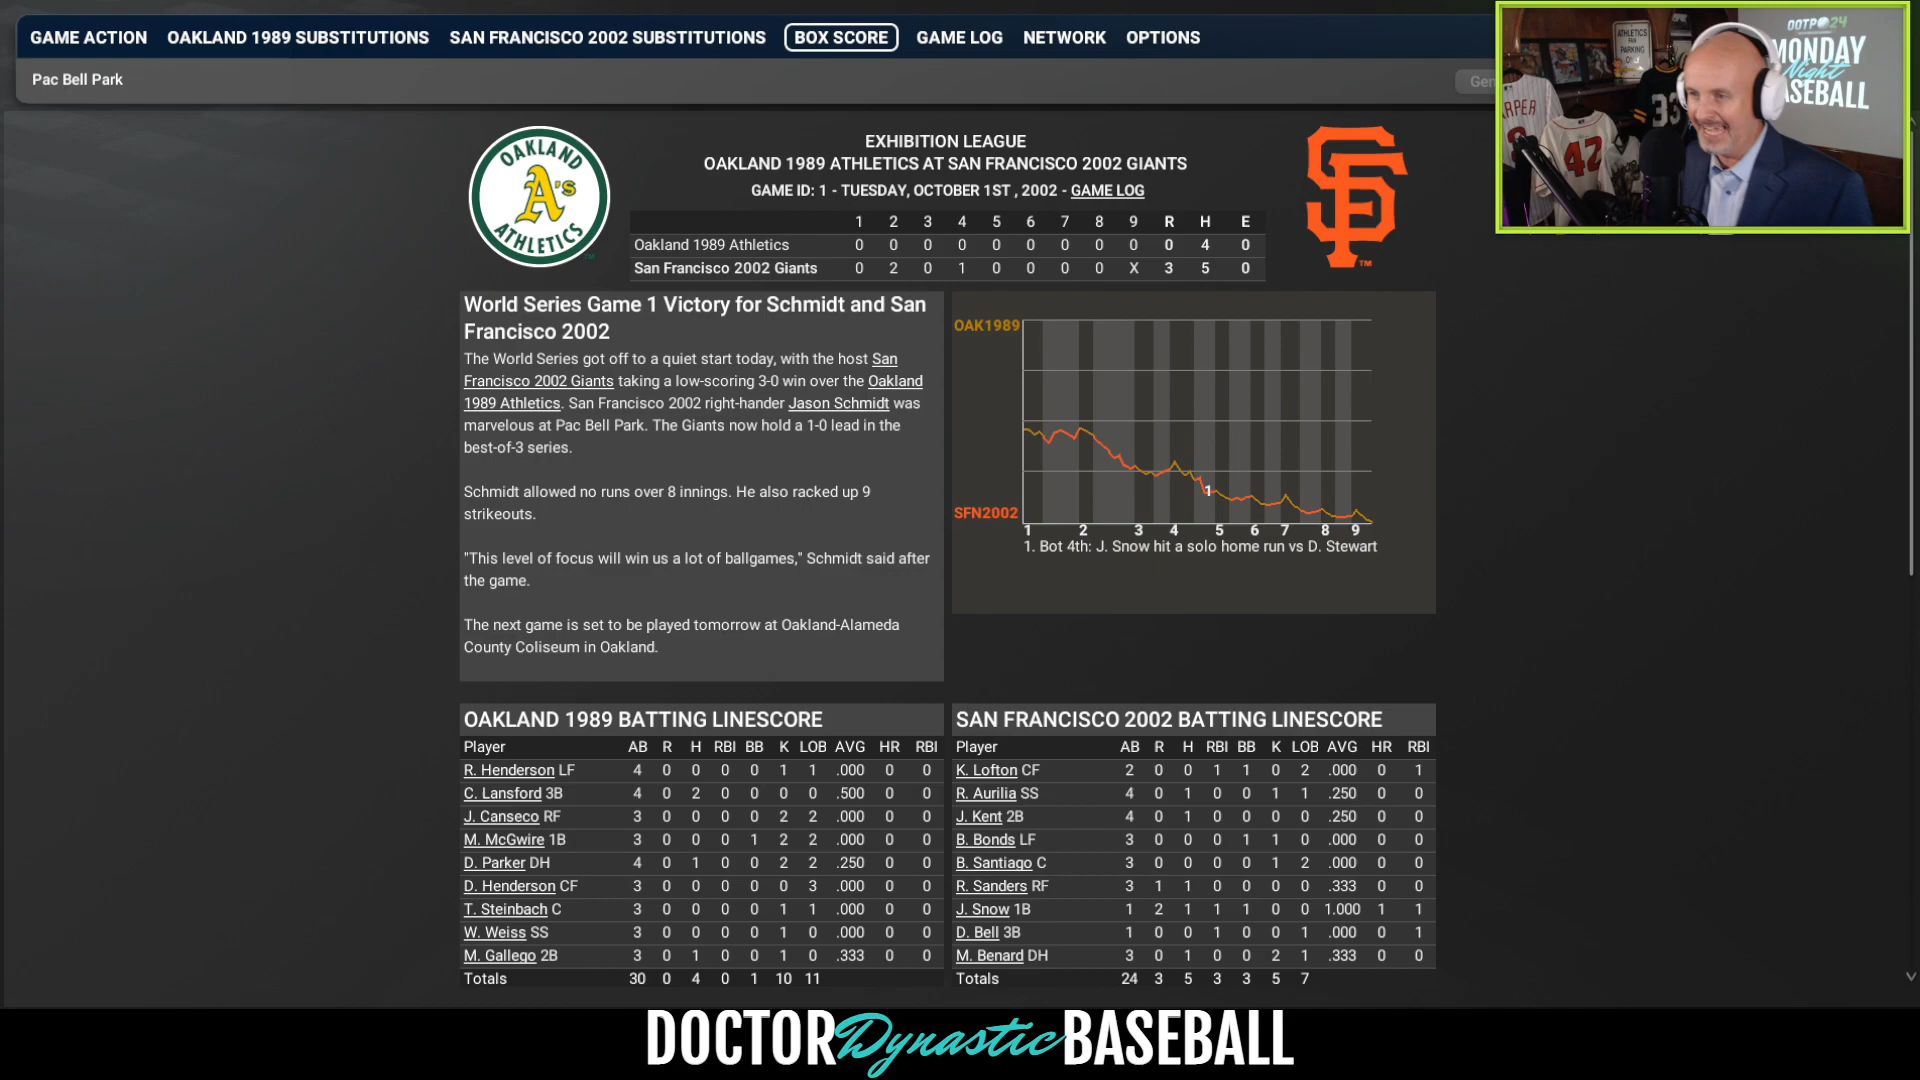 GAME ACTION OAKLAND 1989 SUBSTITUTIONS SAN FRANCISCO 2002 SUBSTITUTIONS BOX SCORE GAME LOG NETWORK OPTIONS
Pac Bell Park
OOTP 24
MONDAY
Night
BASEBALL
ATHLETICS
FAN
PARKING
33
42
OAKLAND
A's
ATHLETICS
EXHIBITION LEAGUE
OAKLAND 1989 ATHLETICS AT SAN FRANCISCO 2002 GIANTS
GAME ID: 1 - TUESDAY, OCTOBER 1ST , 2002 - GAME LOG
SF
TM
1 2 3 4 5 6 7 8 9 R H E
Oakland 1989 Athletics 0 0 0 0 0 0 0 0 0 0 4 0
San Francisco 2002 Giants 0 2 0 1 0 0 0 0 X 3 5 0
World Series Game 1 Victory for Schmidt and San
Francisco 2002
The World Series got off to a quiet start today, with the host San
Francisco 2002 Giants taking a low-scoring 3-0 win over the Oakland
1989 Athletics. San Francisco 2002 right-hander Jason Schmidt was
marvelous at Pac Bell Park. The Giants now hold a 1-0 lead in the
best-of-3 series.
Schmidt allowed no runs over 8 innings. He also racked up 9
strikeouts.
"This level of focus will win us a lot of ballgames," Schmidt said after
the game.
The next game is set to be played tomorrow at Oakland-Alameda
County Coliseum in Oakland.
OAK1989
1
SFN2002
1 2 3 4 5 6 7 8 9
1. Bot 4th: J. Snow hit a solo home run vs D. Stewart
OAKLAND 1989 BATTING LINESCORE
Player AB R H RBI BB K LOB AVG HR RBI
R. Henderson LF 4 0 0 0 0 1 1 .000 0 0
C. Lansford 3B 4 0 2 0 0 0 0 .500 0 0
J. Canseco RF 3 0 0 0 0 2 2 .000 0 0
M. McGwire 1B 3 0 0 0 1 2 2 .000 0 0
D. Parker DH 4 0 1 0 0 2 2 .250 0 0
D. Henderson CF 3 0 0 0 0 0 3 .000 0 0
T. Steinbach C 3 0 0 0 0 1 1 .000 0 0
W. Weiss SS 3 0 0 0 0 1 0 .000 0 0
M. Gallego 2B 3 0 1 0 0 1 0 .333 0 0
Totals 30 0 4 0 1 10 11
SAN FRANCISCO 2002 BATTING LINESCORE
Player AB R H RBI BB K LOB AVG HR RBI
K. Lofton CF 2 0 0 1 1 0 2 .000 0 1
R. Aurilia SS 4 0 1 0 0 1 1 .250 0 0
J. Kent 2B 4 0 1 0 0 0 0 .250 0 0
B. Bonds LF 3 0 0 0 1 1 0 .000 0 0
B. Santiago C 3 0 0 0 0 1 2 .000 0 0
R. Sanders RF 3 1 1 0 0 0 0 .333 0 0
J. Snow 1B 1 2 1 1 1 0 0 1.000 1 1
D. Bell 3B 1 0 0 1 0 0 1 .000 0 1
M. Benard DH 3 0 1 0 0 2 1 .333 0 0
Totals 24 3 5 3 3 5 7
DOCTOR Dynastic BASEBALL